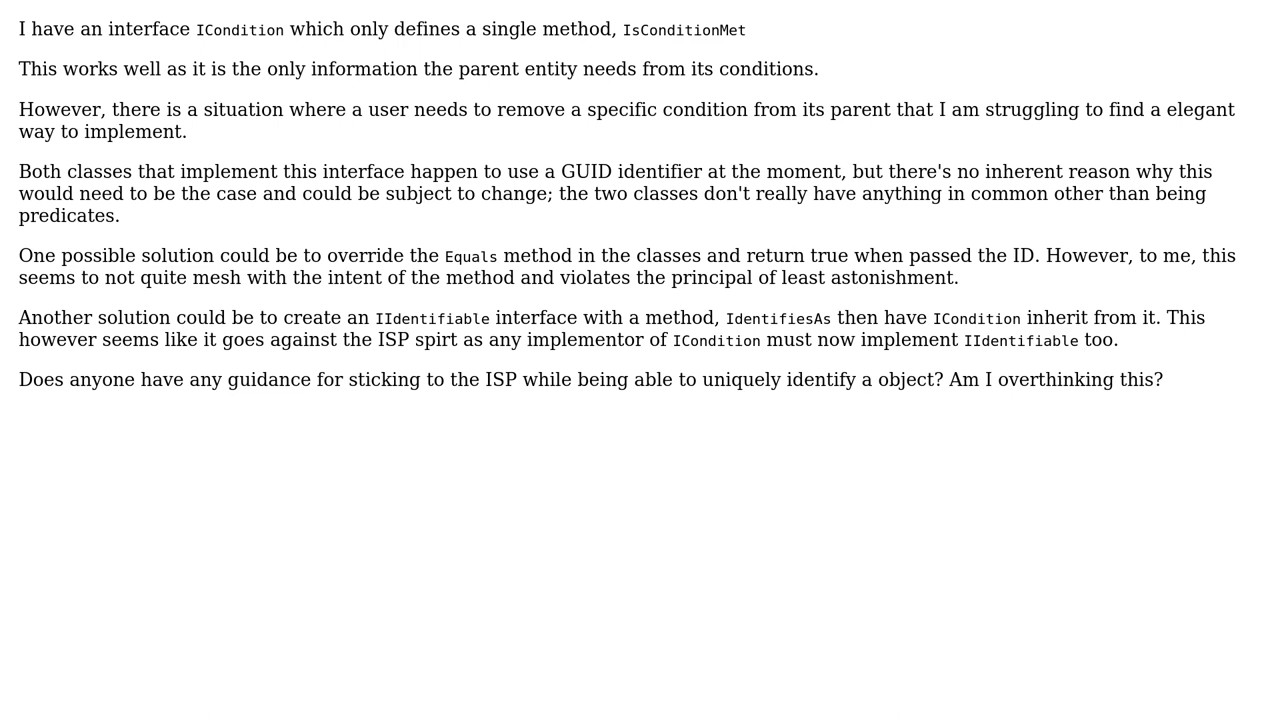 I have an interface ICondition which only defines a single method, IsConditionMet
This works well as it is the only information the parent entity needs from its conditions.
However, there is a situation where a user needs to remove a specific condition from its parent that I am struggling to find a elegant
way to implement.
Both classes that implement this interface happen to use a GUID identifier at the moment, but there's no inherent reason why this
would need to be the case and could be subject to change; the two classes don't really have anything in common other than being
predicates.
One possible solution could be to override the Equals method in the classes and return true when passed the ID. However, to me, this
seems to not quite mesh with the intent of the method and violates the principal of least astonishment.
Another solution could be to create an IIdentifiable interface with a method, IdentifiesAs then have ICondition inherit from it. This
however seems like it goes against the ISP spirt as any implementor of ICondition must now implement IIdentifiable too.
Does anyone have any guidance for sticking to the ISP while being able to uniquely identify a object? Am I overthinking this?